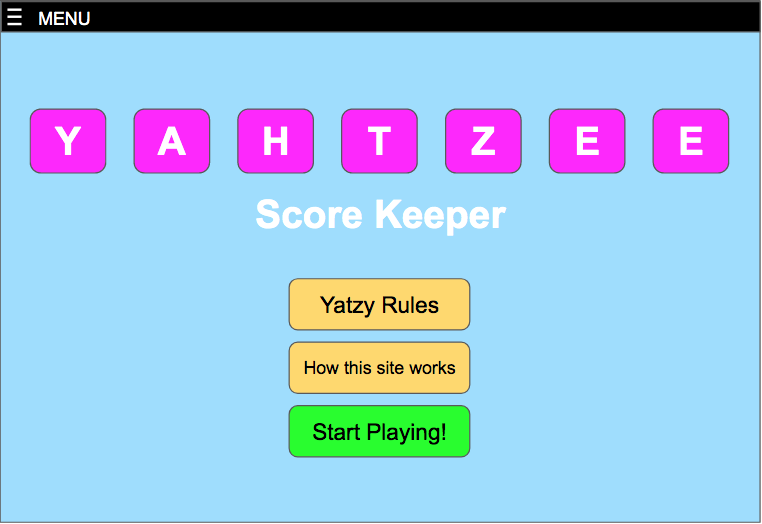 MENU
Y A H T Z E E
Score Keeper
Yatzy Rules
How this site works
Start Playing!